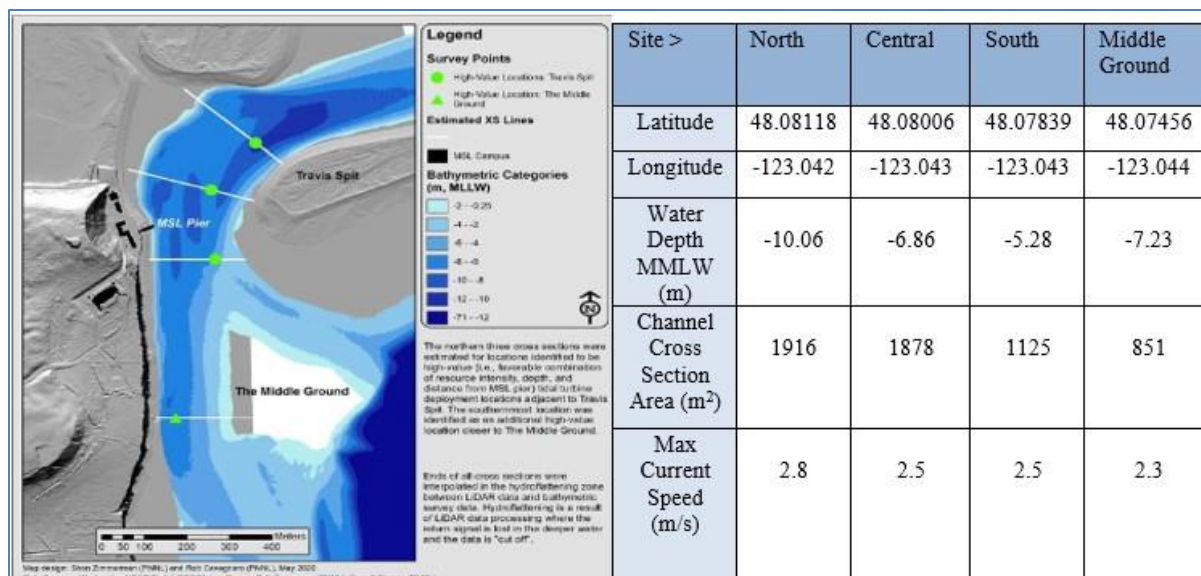 Travis Spit
MSL Pier
The Middle Ground
0 50 100 200 300 400 Meters
Map design: Shon Zimmerman (PNNL) and Rob Cavagnaro (PNNL), May 2020
Legend
Survey Points
High-Value Locations: Travis Spit
High-Value Location: The Middle
Ground
Estimated XS Lines
MSL Campus
Bathymetric Categories
(m, MLLW)
-2 - -0.25
-4 - -2
-6 - -4
-8 - -6
-10 - -8
-12 - -10
-71 - -12
N
The northern three cross sections were
estimated for locations identified to be
high-value (i.e., favorable combination
of resource intensity, depth, and
distance from MSL pier) tidal turbine
deployment locations adjacent to Travis
Spit. The southernmost location was
identified as an additional high-value
location closer to The Middle Ground.
Ends of all cross sections were
interpolated in the hydroflattening zone
between LiDAR data and bathymetric
survey data. Hydroflattening is a result
of LiDAR data processing where the
return signal is lost in the deeper water
and the data is "cut off".
Site > North Central South Middle
Ground
Latitude 48.08118 48.08006 48.07839 48.07456
Longitude -123.042 -123.043 -123.043 -123.044
Water
Depth
MMLW
(m) -10.06 -6.86 -5.28 -7.23
Channel
Cross
Section
Area (m²) 1916 1878 1125 851
Max
Current
Speed
(m/s) 2.8 2.5 2.5 2.3